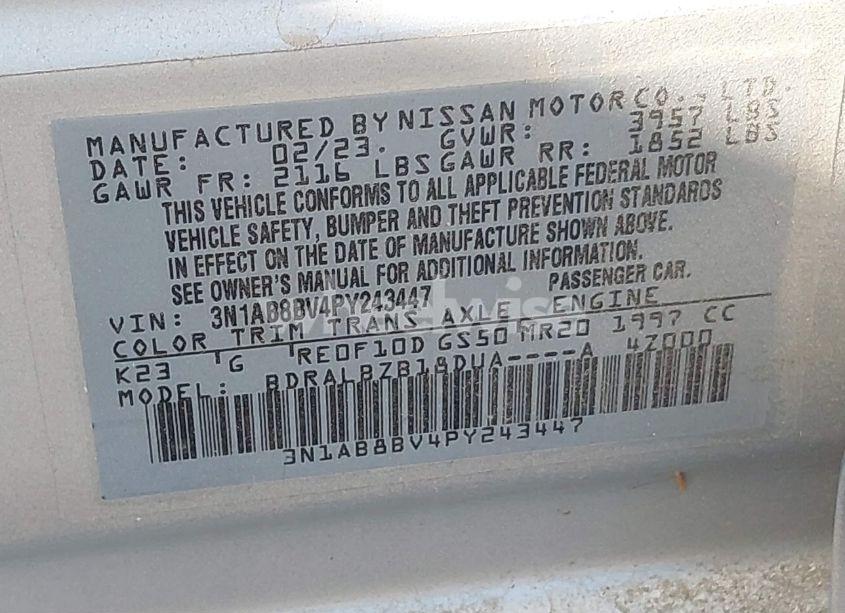 MANUFACTURED BY NISSAN MOTOR CO., LTD.
DATE: 02/23. GVWR: 3957 LBS
GAWR FR: 2116 LBS GAWR RR: 1852 LBS
THIS VEHICLE CONFORMS TO ALL APPLICABLE FEDERAL MOTOR
VEHICLE SAFETY, BUMPER AND THEFT PREVENTION STANDARDS
IN EFFECT ON THE DATE OF MANUFACTURE SHOWN ABOVE.
SEE OWNER'S MANUAL FOR ADDITIONAL INFORMATION.
VIN: 3N1AB8BV4PY243447 PASSENGER CAR.
COLOR TRIM TRANS AXLE ENGINE
K23 G RE0F10D GS50 MR20 1997 CC
MODEL: BDRALBZB18DUA----A 4Z000
3N1AB8BV4PY243447